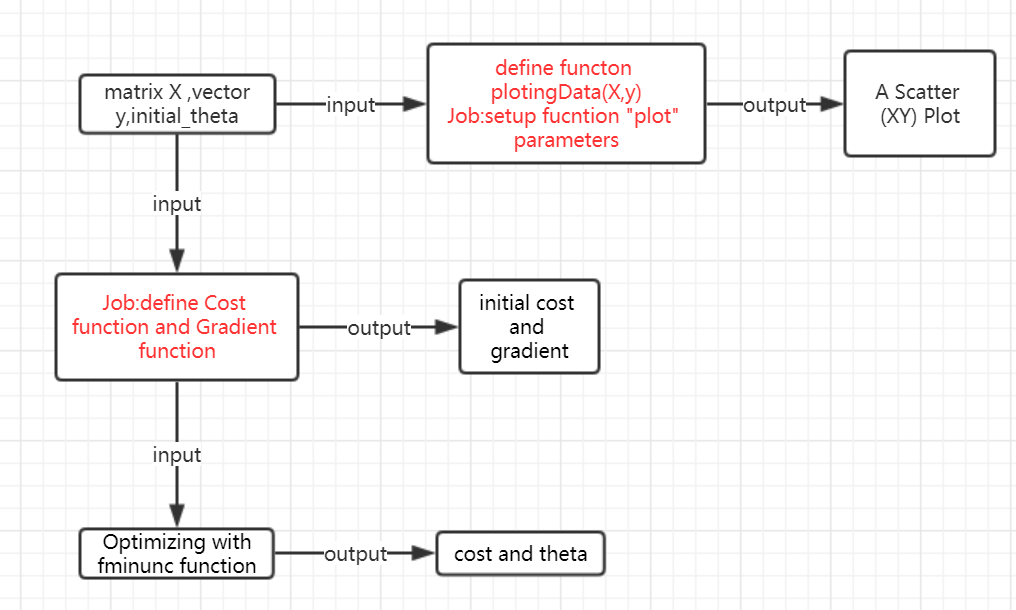 matrix X ,vector
y,initial_theta
input
define functon
plotingData(X,y)
Job:setup fucntion "plot"
parameters
output
A Scatter
(XY) Plot
input
Job:define Cost
function and Gradient
function
output
initial cost
and
gradient
input
Optimizing with
fminunc function
output
cost and theta